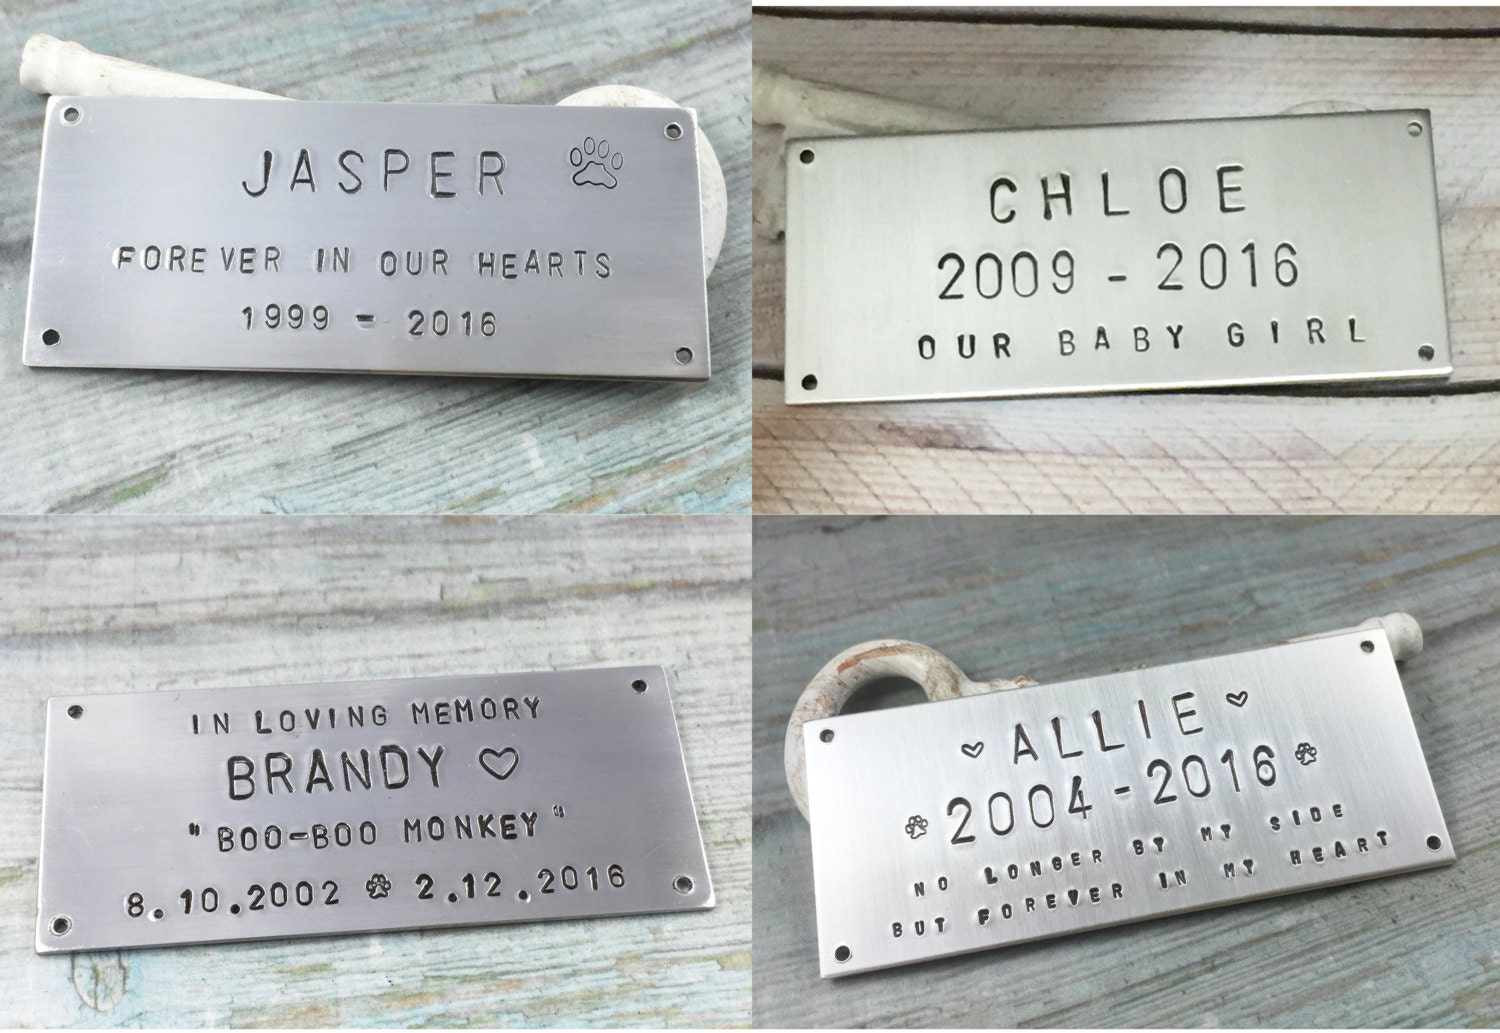 JASPER
FOREVER IN OUR HEARTS
1999 - 2016
CHLOE
2009 - 2016
OUR BABY GIRL
IN LOVING MEMORY
BRANDY
"BOO-BOO MONKEY"
8.10.2002 2.12.2016
ALLIE
2004-2016
NO LONGER BY MY SIDE
BUT FOREVER IN MY HEART